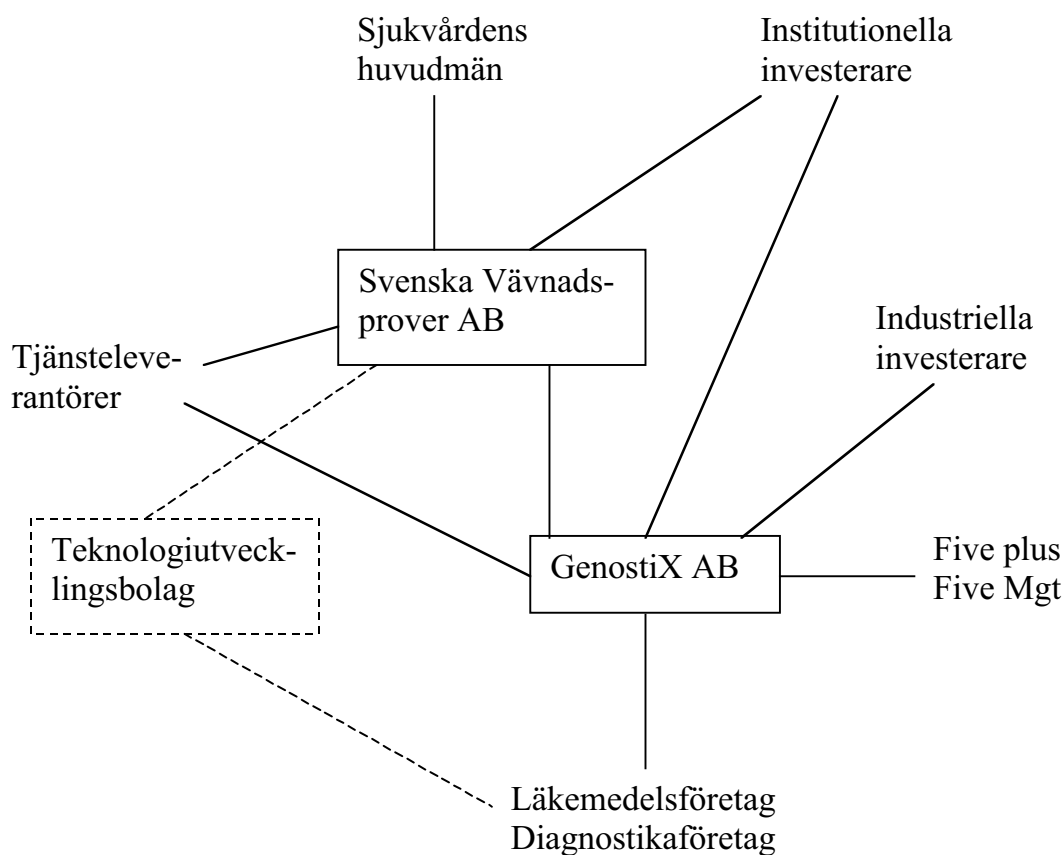 Sjukvårdens
huvudmän
Institutionella
investerare
Svenska Vävnads-
prover AB
Industriella
investerare
Tjänsteleve-
rantörer
Teknologiutveck-
lingsbolag
GenostiX AB
Five plus
Five Mgt
Läkemedelsföretag
Diagnostikaföretag